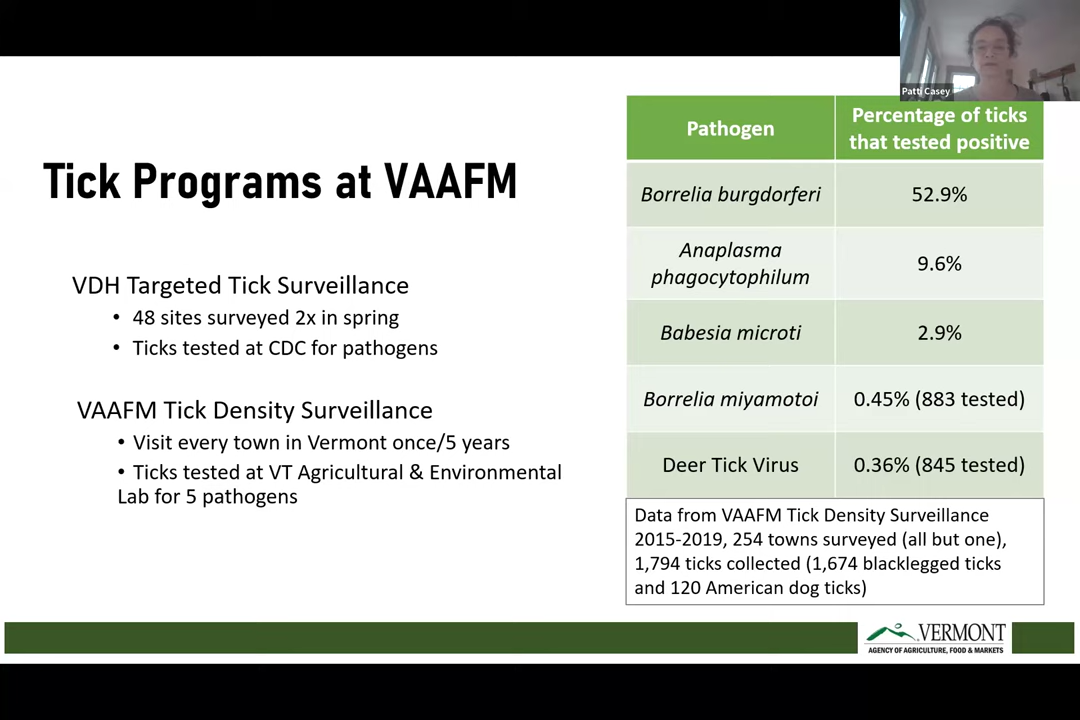 Patti Casey
Tick Programs at VAAFM
VDH Targeted Tick Surveillance
• 48 sites surveyed 2x in spring
• Ticks tested at CDC for pathogens
VAAFM Tick Density Surveillance
• Visit every town in Vermont once/5 years
• Ticks tested at VT Agricultural & Environmental
Lab for 5 pathogens
Pathogen
Percentage of ticks
that tested positive
Borrelia burgdorferi
52.9%
Anaplasma
phagocytophilum
9.6%
Babesia microti
2.9%
Borrelia miyamotoi
0.45% (883 tested)
Deer Tick Virus
0.36% (845 tested)
Data from VAAFM Tick Density Surveillance
2015-2019, 254 towns surveyed (all but one),
1,794 ticks collected (1,674 blacklegged ticks
and 120 American dog ticks)
VERMONT
AGENCY OF AGRICULTURE, FOOD & MARKETS